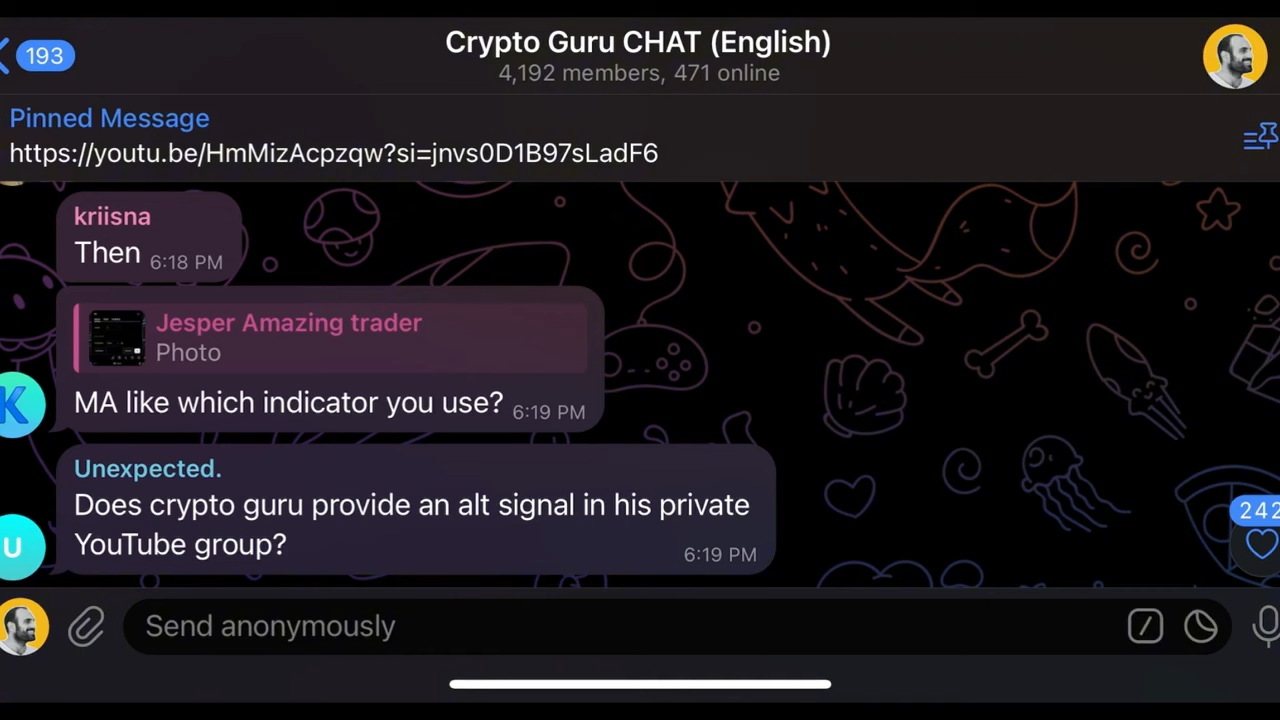 193
Crypto Guru CHAT (English)
4,192 members, 471 online
Pinned Message
https://youtu.be/HmMizAcpzqw?si=jnvs0D1B97sLadF6
kriisna
Then 6:18 PM
Jesper Amazing trader
Photo
K
MA like which indicator you use? 6:19 PM
Unexpected.
Does crypto guru provide an alt signal in his private
U
YouTube group? 6:19 PM
242
Send anonymously